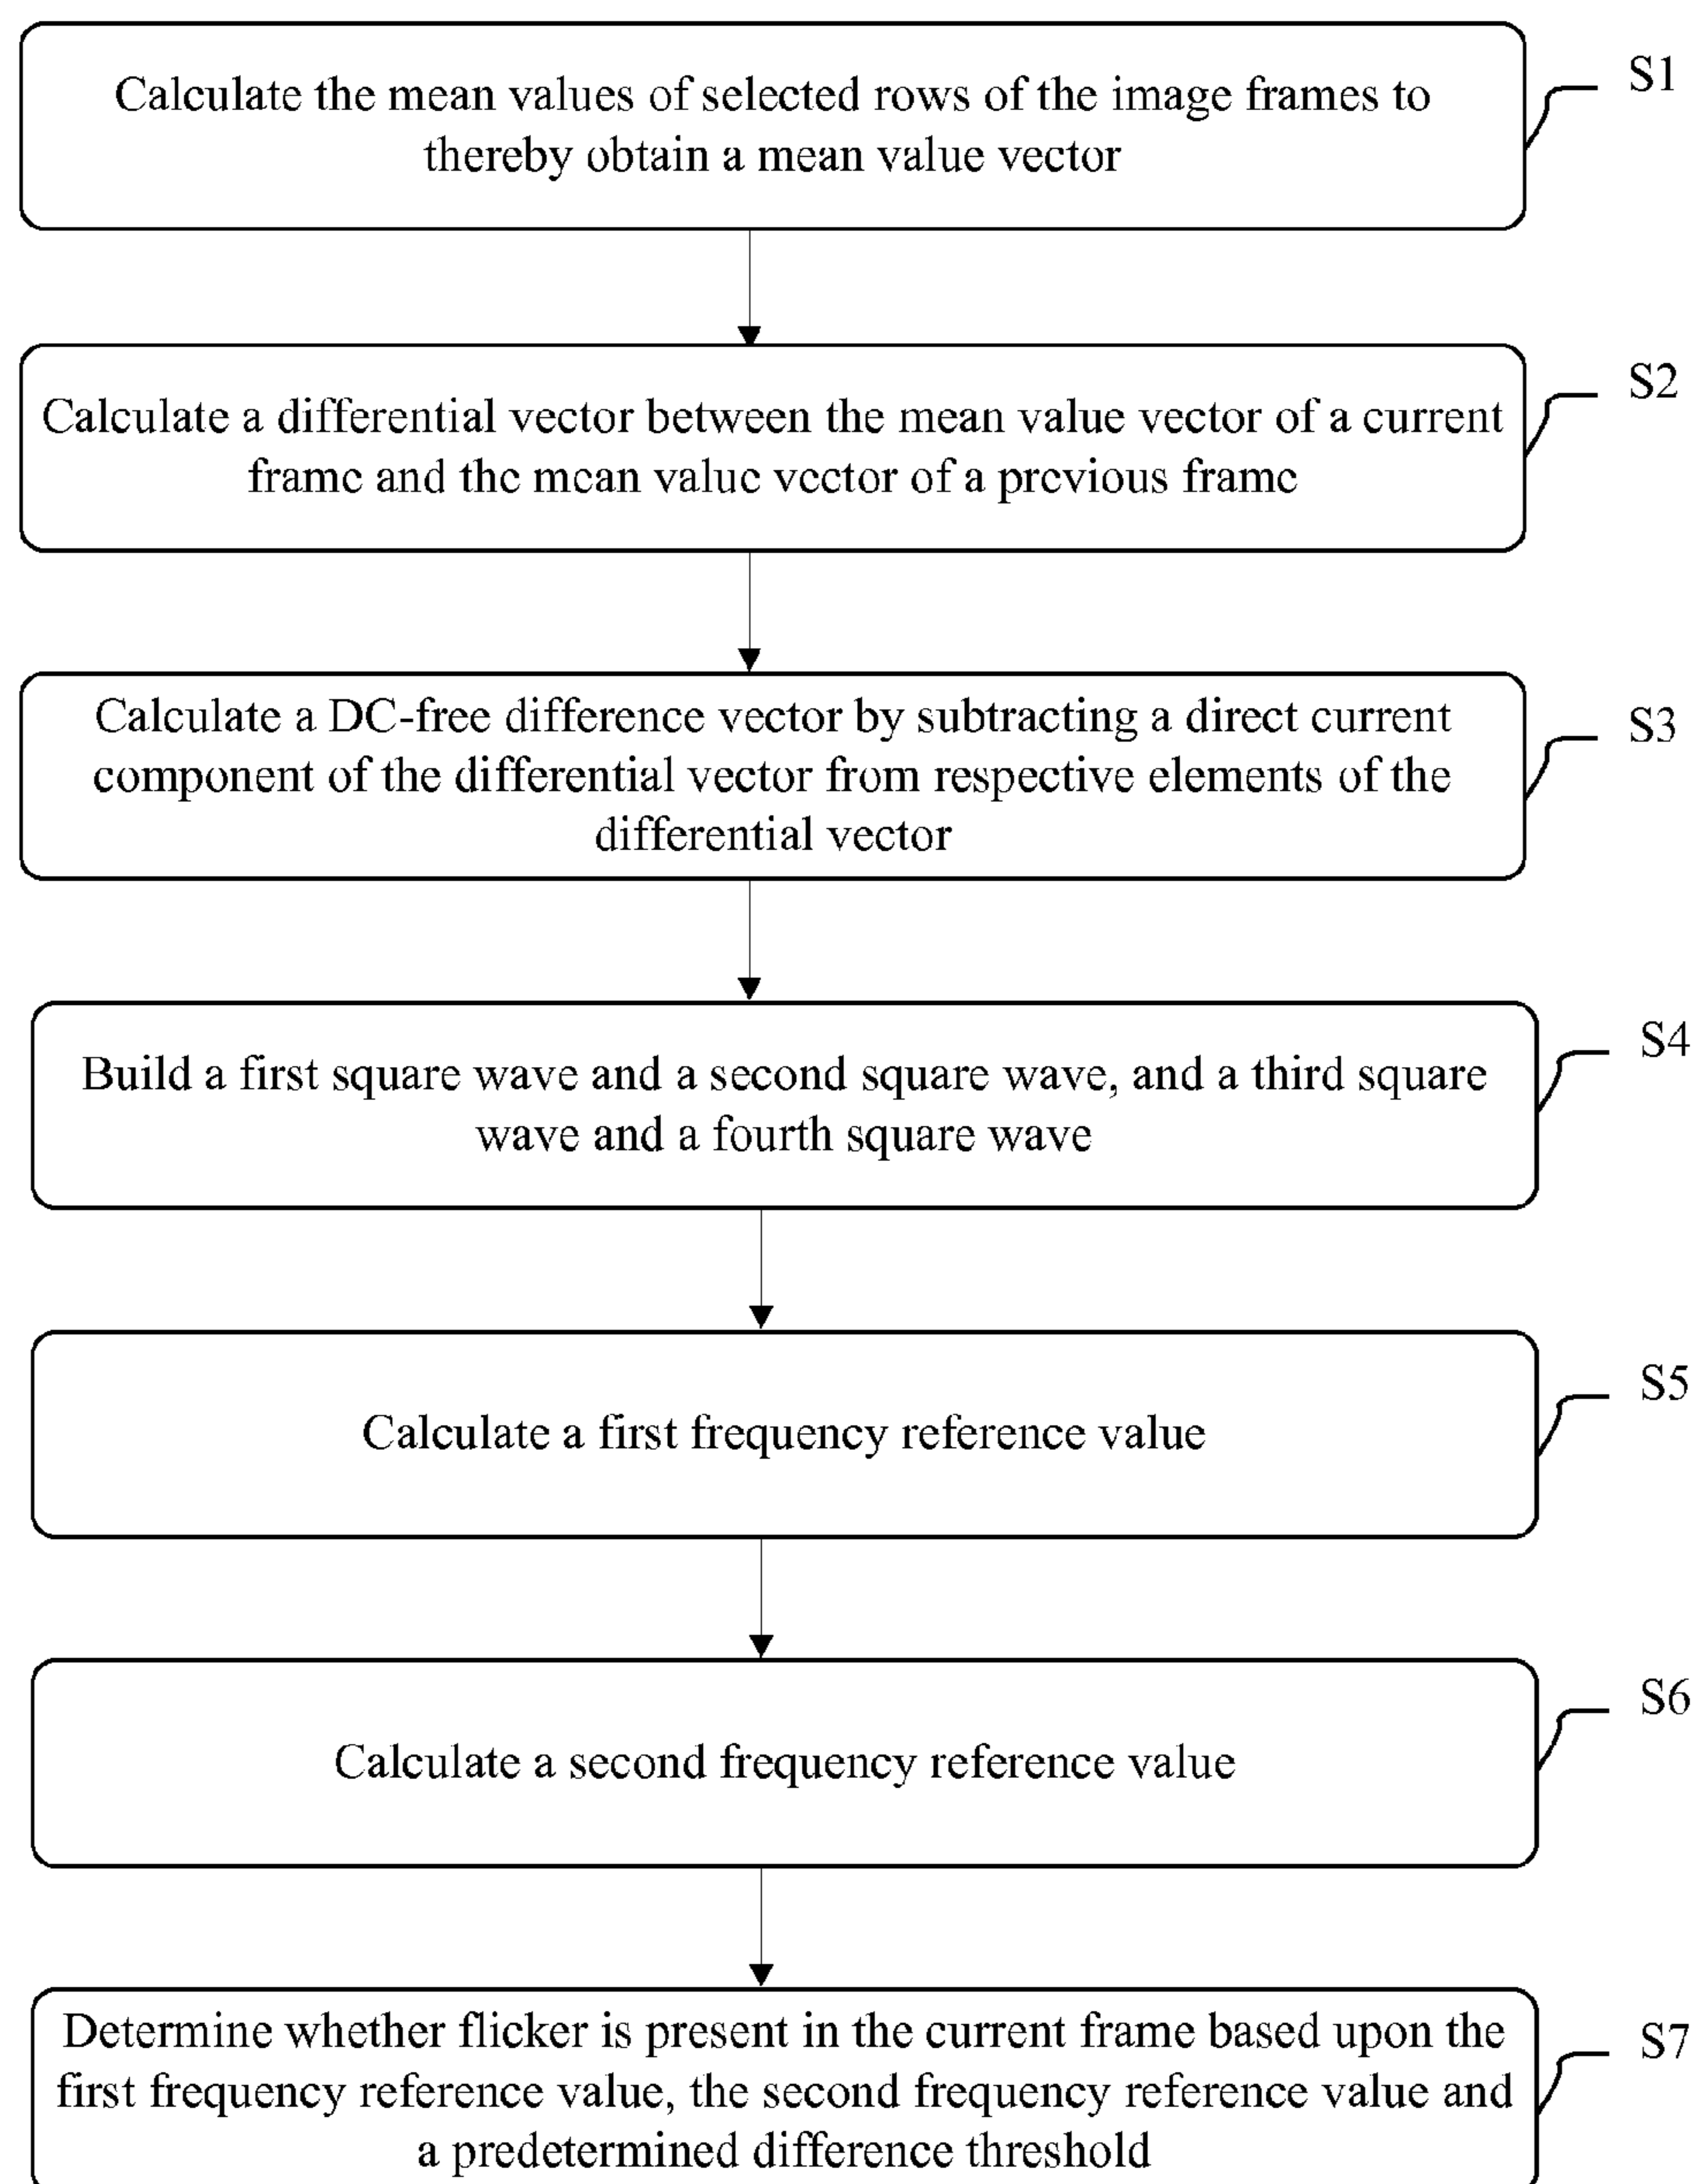 Calculate the mean values of selected rows of the image frames to
thereby obtain a mean value vector
S1
Calculate a differential vector between the mean value vector of a current
frame and the mean value vector of a previous frame
S2
Calculate a DC-free difference vector by subtracting a direct current
component of the differential vector from respective elements of the
differential vector
S3
Build a first square wave and a second square wave, and a third square
wave and a fourth square wave
S4
Calculate a first frequency reference value
S5
Calculate a second frequency reference value
S6
Determine whether flicker is present in the current frame based upon the
first frequency reference value, the second frequency reference value and
a predetermined difference threshold
S7